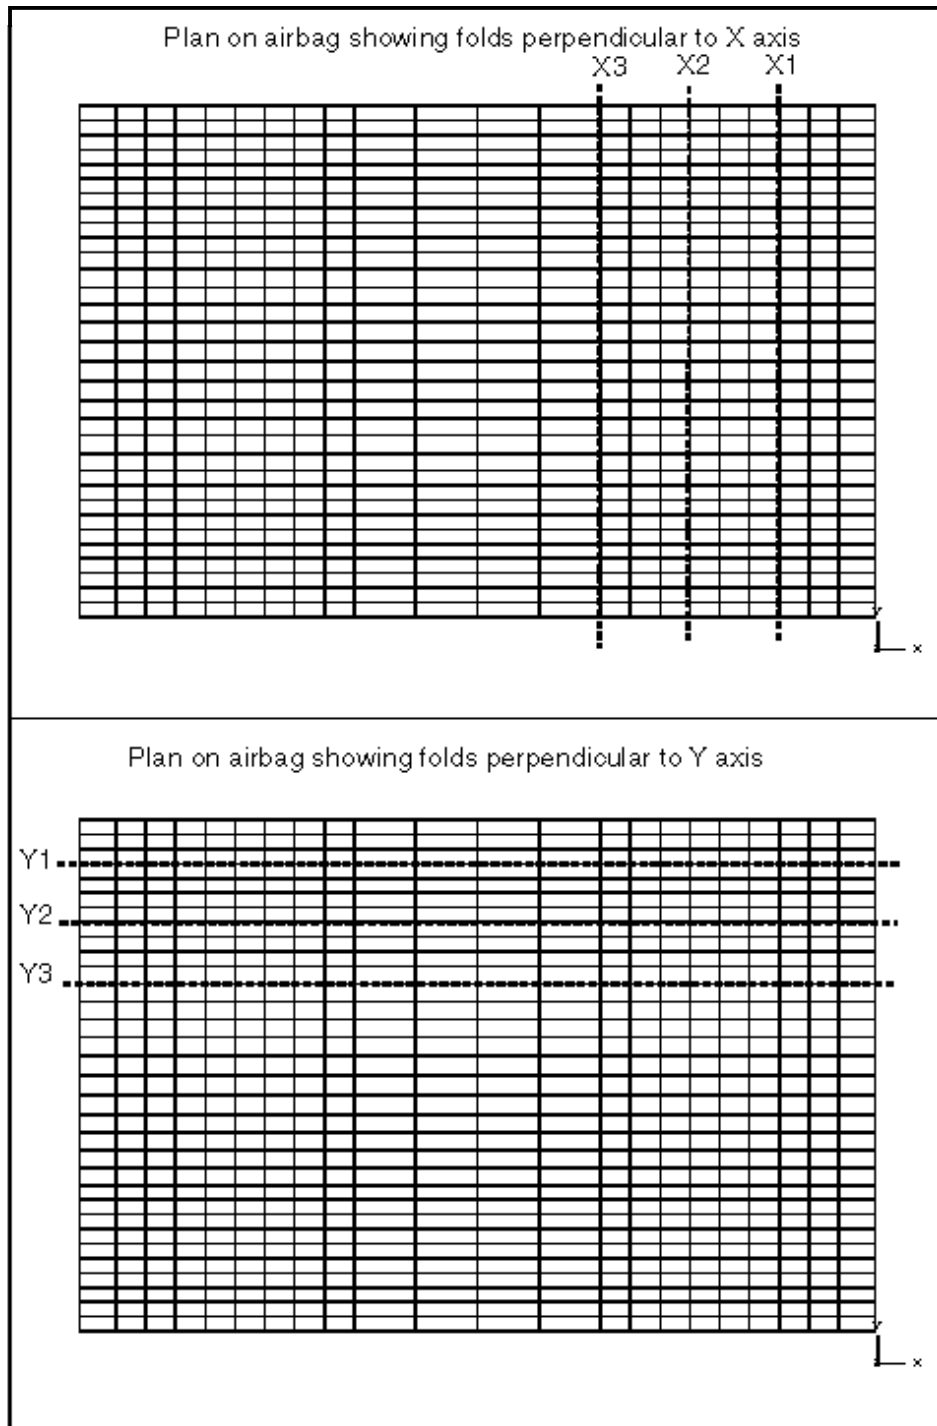 Plan on airbag showing folds perpendicular to X axis
X3 X2 X1
Y
x
Plan on airbag showing folds perpendicular to Y axis
Y1
Y2
Y3
Y
x